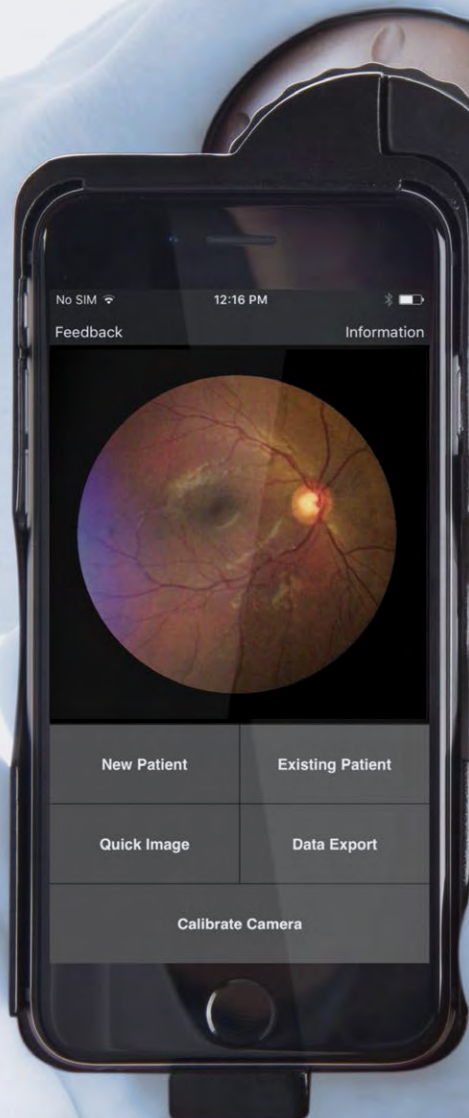 No SIM 12:16 PM
Feedback Information
New Patient Existing Patient
Quick Image Data Export
Calibrate Camera